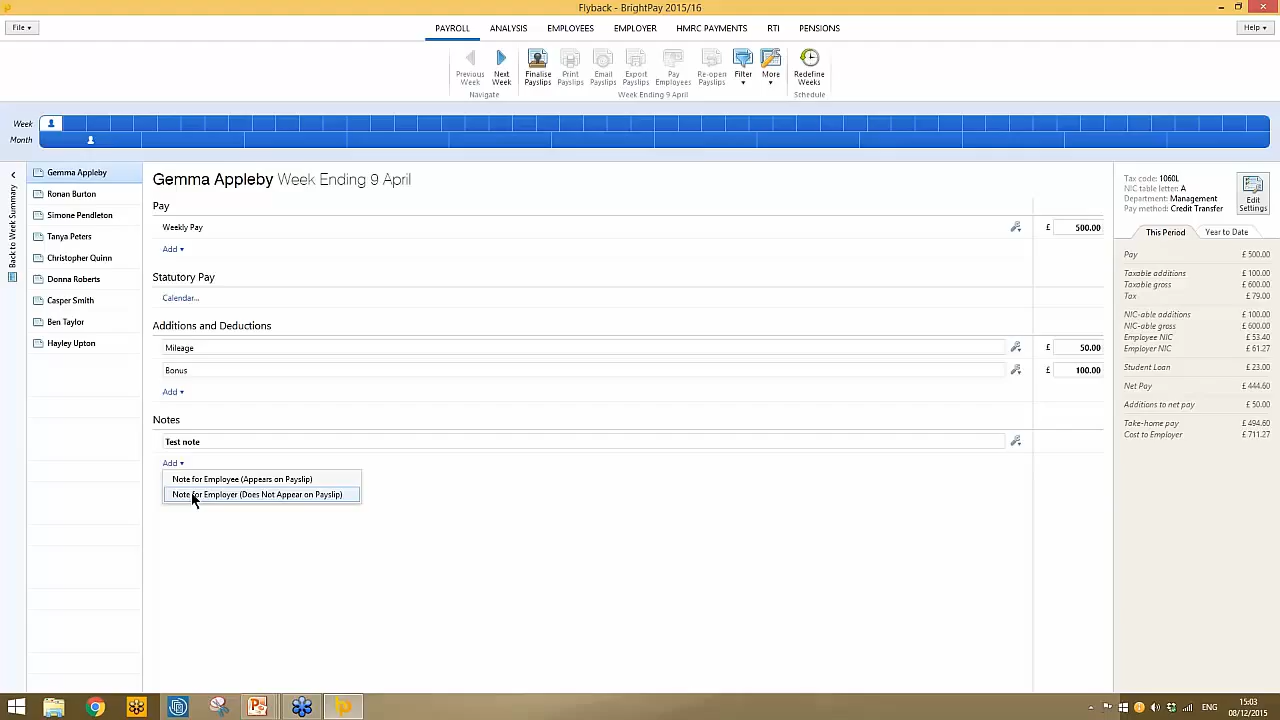 Flyback - BrightPay 2015/16
File
PAYROLL ANALYSIS EMPLOYEES EMPLOYER HMRC PAYMENTS RTI PENSIONS
Help
Previous Week
Next Week
Finalise Payslips
Print Payslips
Email Payslips
Export Payslips
Pay Employees
Re-open Payslips
Filter
More
Redefine Weeks
Navigate
Week Ending 9 April
Schedule
Week
Month
Back to Week Summary
Gemma Appleby
Ronan Burton
Simone Pendleton
Tanya Peters
Christopher Quinn
Donna Roberts
Casper Smith
Ben Taylor
Hayley Upton
Gemma Appleby Week Ending 9 April
Pay
Weekly Pay £ 500.00
Add
Statutory Pay
Calendar...
Additions and Deductions
Mileage £ 50.00
Bonus £ 100.00
Add
Notes
Test note
Add
Note for Employee (Appears on Payslip)
Note for Employer (Does Not Appear on Payslip)
Tax code: 1060L
NIC table letter: A
Department: Management
Pay method: Credit Transfer
Edit Settings
This Period Year to Date
Pay £ 500.00
Taxable additions £ 100.00
Taxable gross £ 600.00
Tax £ 79.00
NIC-able additions £ 100.00
NIC-able gross £ 600.00
Employee NIC £ 53.40
Employer NIC £ 61.27
Student Loan £ 23.00
Net Pay £ 444.60
Additions to net pay £ 50.00
Take-home pay £ 494.60
Cost to Employer £ 711.27
ENG
15:03
08/12/2015